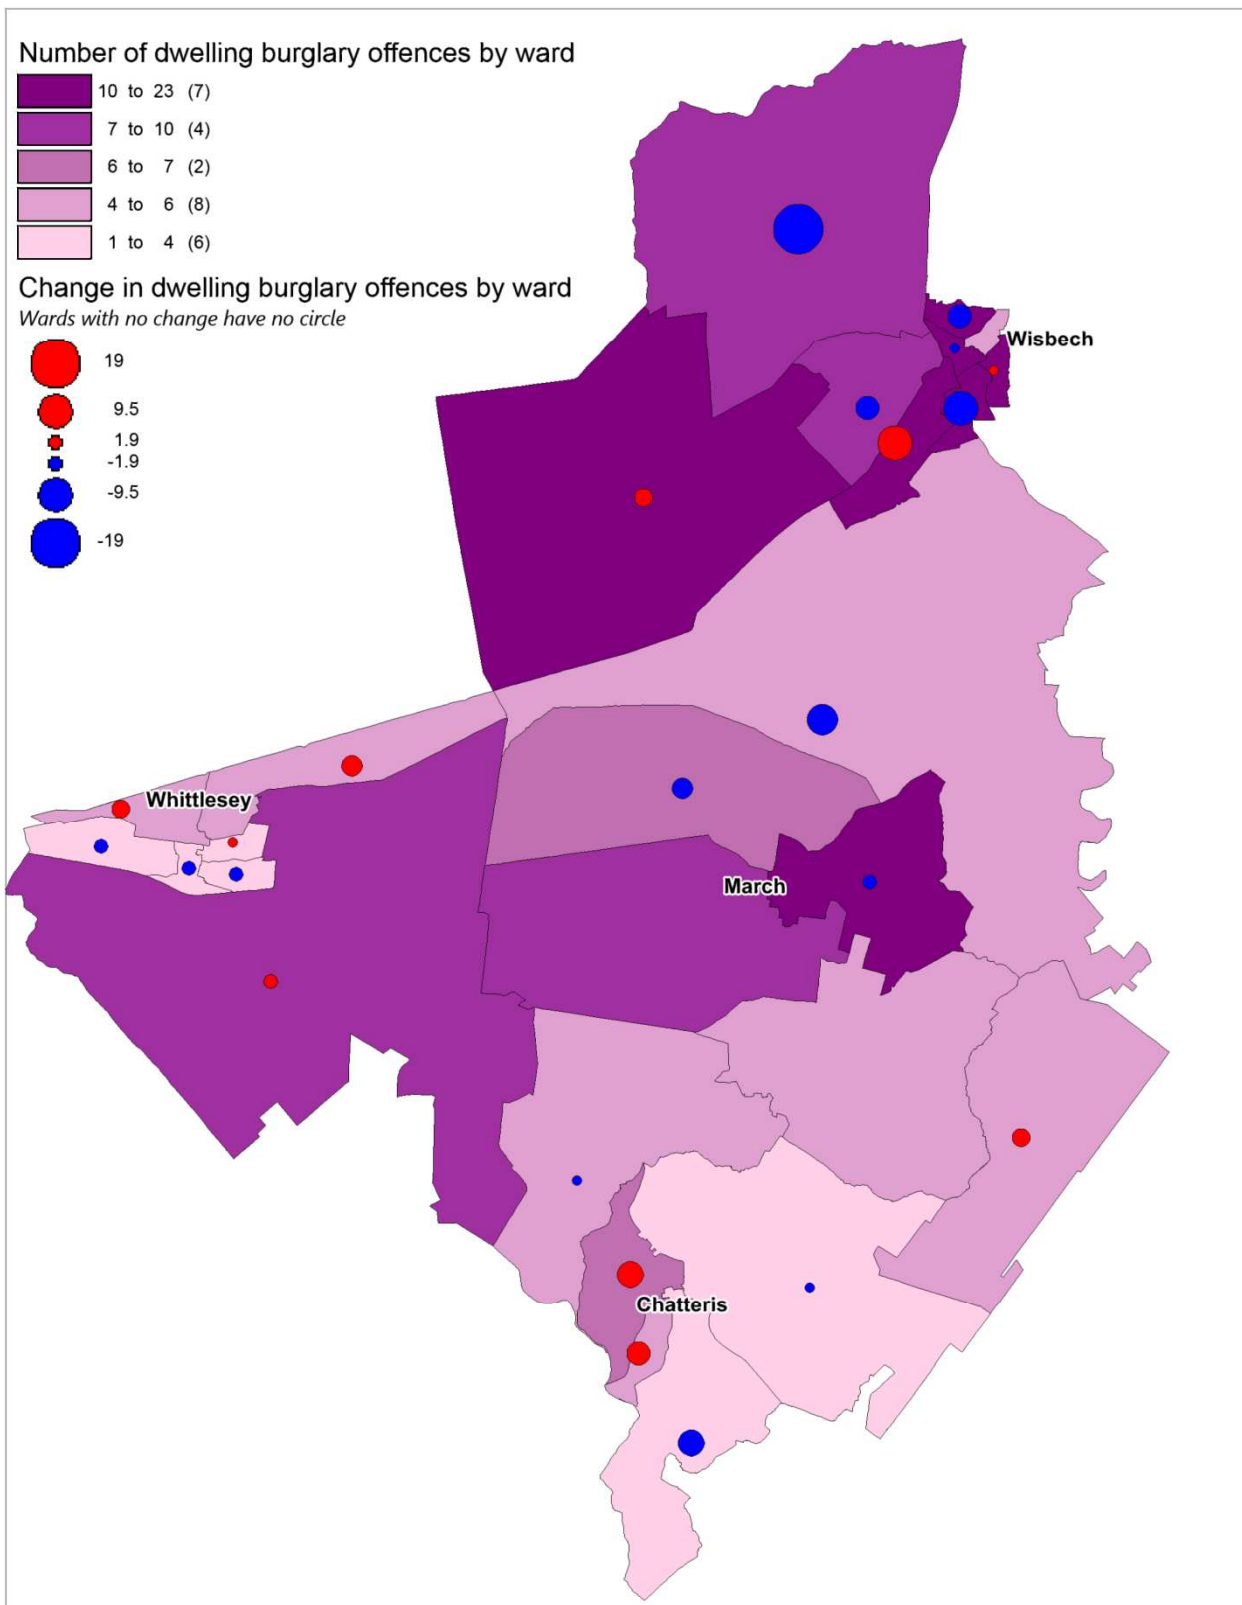 Number of dwelling burglary offences by ward
10 to 23 (7)
7 to 10 (4)
6 to 7 (2)
4 to 6 (8)
1 to 4 (6)
Change in dwelling burglary offences by ward
Wards with no change have no circle
19
9.5
1.9
-1.9
-9.5
-19
Wisbech
Whittlesey
March
Chatteris